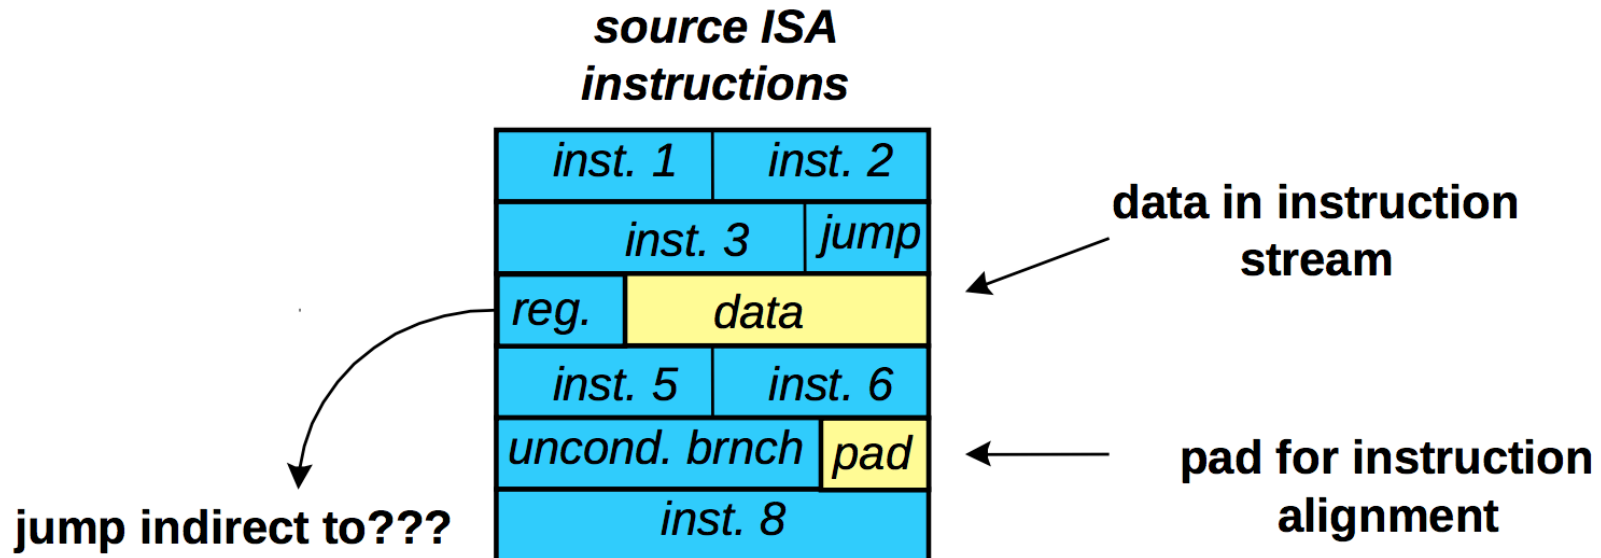 source ISA
instructions
inst. 1 inst. 2
inst. 3 jump
reg. data
inst. 5 inst. 6
uncond. brnch pad
inst. 8
data in instruction
stream
pad for instruction
alignment
jump indirect to???